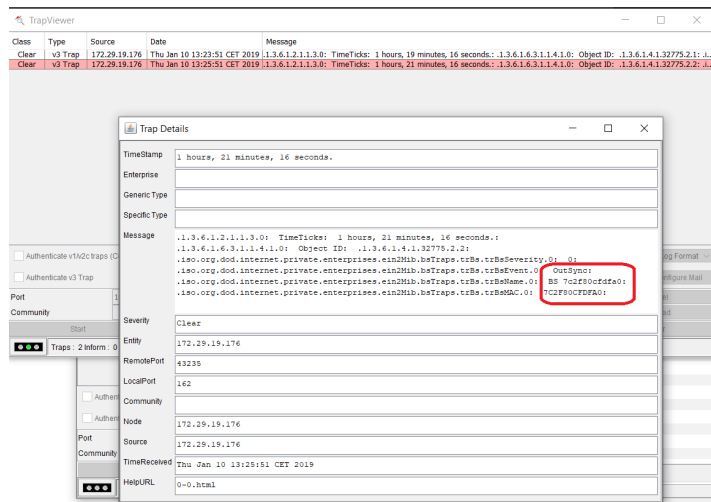 TrapViewer
Class Type Source Date Message
Clear v3 Trap 172.29.19.176 Thu Jan 10 13:23:51 CET 2019 .1.3.6.1.2.1.1.3.0: TimeTicks: 1 hours, 19 minutes, 16 seconds.: .1.3.6.1.6.3.1.1.4.1.0: Object ID: .1.3.6.1.4.1.32775.2.1: .i..
Clear v3 Trap 172.29.19.176 Thu Jan 10 13:25:51 CET 2019 .1.3.6.1.2.1.1.3.0: TimeTicks: 1 hours, 21 minutes, 16 seconds.: .1.3.6.1.6.3.1.1.4.1.0: Object ID: .1.3.6.1.4.1.32775.2.2: .i..
Trap Details
TimeStamp 1 hours, 21 minutes, 16 seconds.
Enterprise
Generic Type
Specific Type
Message .1.3.6.1.2.1.1.3.0: TimeTicks: 1 hours, 21 minutes, 16 seconds.:
.1.3.6.1.6.3.1.1.4.1.0: Object ID: .1.3.6.1.4.1.32775.2.2:
.iso.org.dod.internet.private.enterprises.ein2Mib.bsTraps.trBs.trBsSeverity.0: 0:
.iso.org.dod.internet.private.enterprises.ein2Mib.bsTraps.trBs.trBsEvent.0: OutSync:
.iso.org.dod.internet.private.enterprises.ein2Mib.bsTraps.trBs.trBsName.0: BS 7c2f80cfdfa0:
.iso.org.dod.internet.private.enterprises.ein2Mib.bsTraps.trBs.trBsMAC.0: 7C2F80CFDFA0:
Severity Clear
Entity 172.29.19.176
RemotePort 43235
LocalPort 162
Community
Node 172.29.19.176
Source 172.29.19.176
TimeReceived Thu Jan 10 13:25:51 CET 2019
HelpURL 0-0.html
Authenticate v1/v2c traps (C
Authenticate v3 Trap
Port 1
Community
Start
Traps : 2 Inform : 0
og Format
nfigure Mail
Authen
Authen
Port
Community